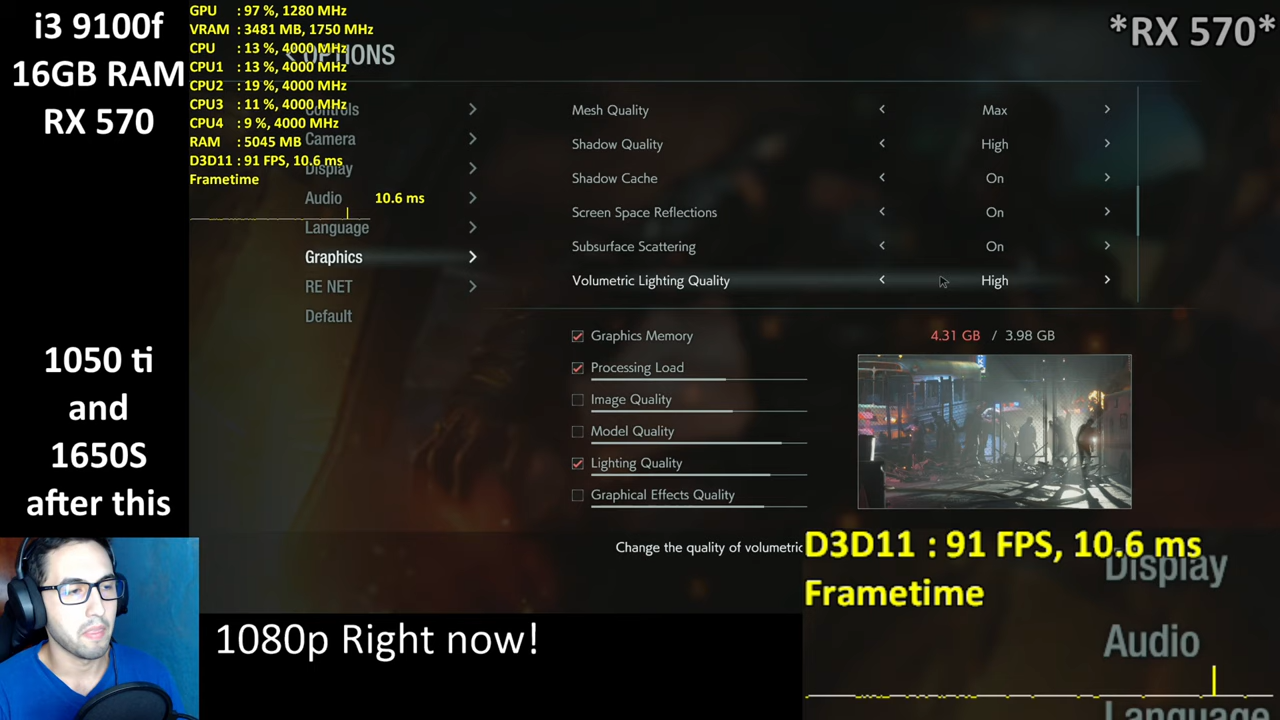 i3 9100f
16GB RAM
RX 570
GPU : 97 %, 1280 MHz
VRAM : 3481 MB, 1750 MHz
CPU : 13 %, 4000 MHz
CPU1 : 13 %, 4000 MHz
CPU2 : 19 %, 4000 MHz
CPU3 : 11 %, 4000 MHz
CPU4 : 9 %, 4000 MHz
RAM : 5045 MB
D3D11 : 91 FPS, 10.6 ms
Frametime
10.6 ms
*RX 570*
< OPTIONS
Controls
Camera
Display
Audio
Language
Graphics
RE NET
Default
Mesh Quality Max
Shadow Quality High
Shadow Cache On
Screen Space Reflections On
Subsurface Scattering On
Volumetric Lighting Quality High
Graphics Memory 4.31 GB / 3.98 GB
Processing Load
Image Quality
Model Quality
Lighting Quality
Graphical Effects Quality
Change the quality of volumetric
1050 ti
and
1650S
after this
1080p Right now!
D3D11 : 91 FPS, 10.6 ms
Frametime
Display
Audio
Language